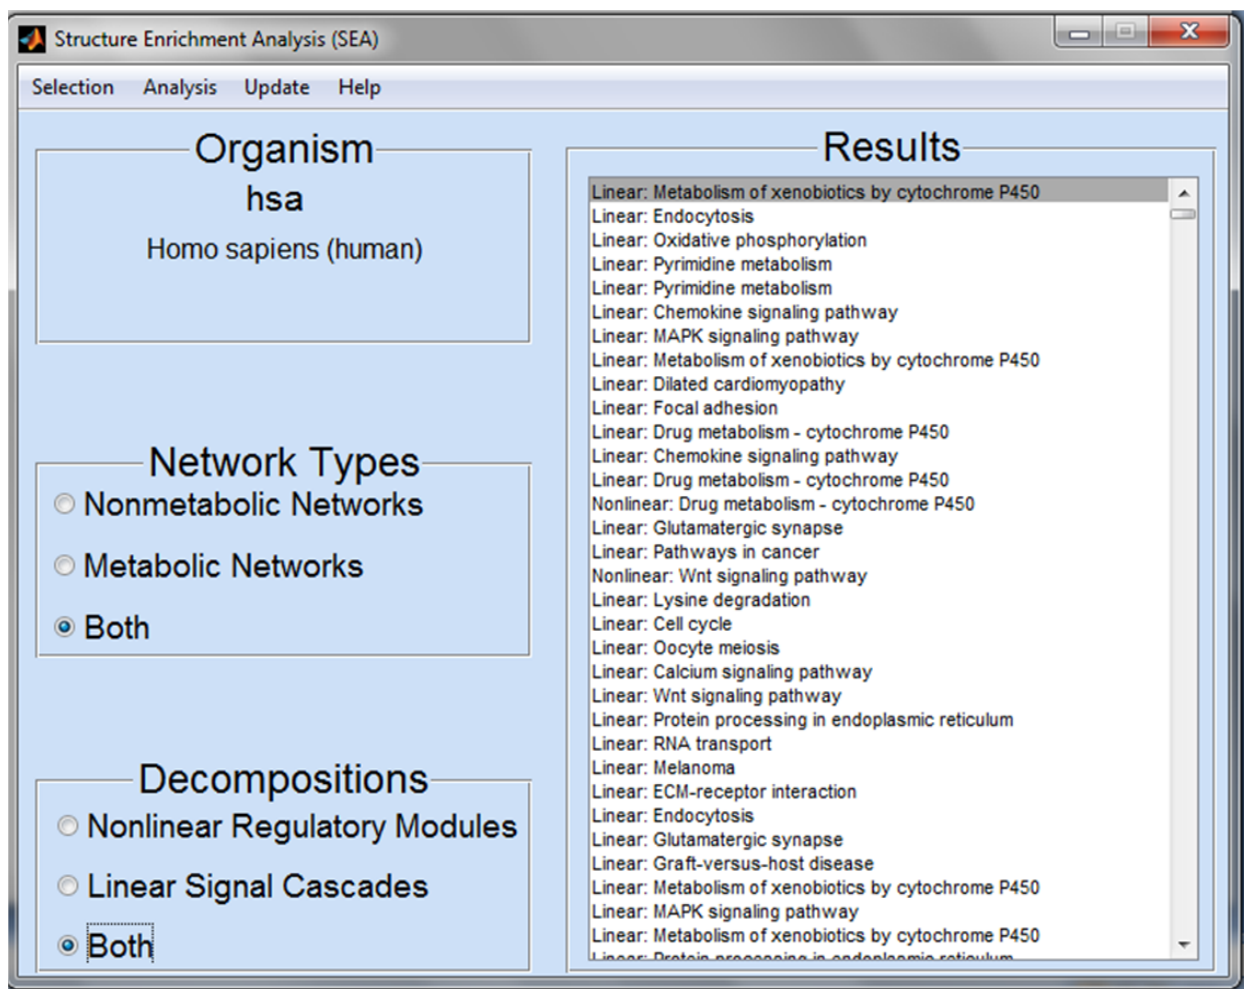 Structure Enrichment Analysis (SEA)
Selection Analysis Update Help
Organism
hsa
Homo sapiens (human)
Network Types
Nonmetabolic Networks
Metabolic Networks
Both
Decompositions
Nonlinear Regulatory Modules
Linear Signal Cascades
Both
Results
Linear: Metabolism of xenobiotics by cytochrome P450
Linear: Endocytosis
Linear: Oxidative phosphorylation
Linear: Pyrimidine metabolism
Linear: Pyrimidine metabolism
Linear: Chemokine signaling pathway
Linear: MAPK signaling pathway
Linear: Metabolism of xenobiotics by cytochrome P450
Linear: Dilated cardiomyopathy
Linear: Focal adhesion
Linear: Drug metabolism - cytochrome P450
Linear: Chemokine signaling pathway
Linear: Drug metabolism - cytochrome P450
Nonlinear: Drug metabolism - cytochrome P450
Linear: Glutamatergic synapse
Linear: Pathways in cancer
Nonlinear: Wnt signaling pathway
Linear: Lysine degradation
Linear: Cell cycle
Linear: Oocyte meiosis
Linear: Calcium signaling pathway
Linear: Wnt signaling pathway
Linear: Protein processing in endoplasmic reticulum
Linear: RNA transport
Linear: Melanoma
Linear: ECM-receptor interaction
Linear: Endocytosis
Linear: Glutamatergic synapse
Linear: Graft-versus-host disease
Linear: Metabolism of xenobiotics by cytochrome P450
Linear: MAPK signaling pathway
Linear: Metabolism of xenobiotics by cytochrome P450
Linear: Protein processing in endoplasmic reticulum